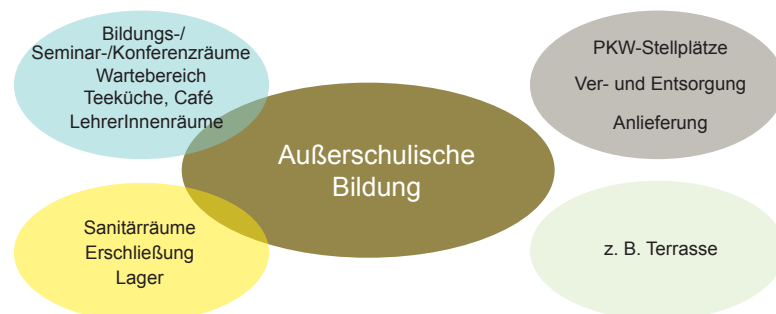 Bildungs-/
Seminar-/Konferenzräume
Wartebereich
Teeküche, Café
LehrerInnenräume
PKW-Stellplätze
Ver- und Entsorgung
Anlieferung
Außerschulische
Bildung
Sanitärräume
Erschließung
Lager
z. B. Terrasse